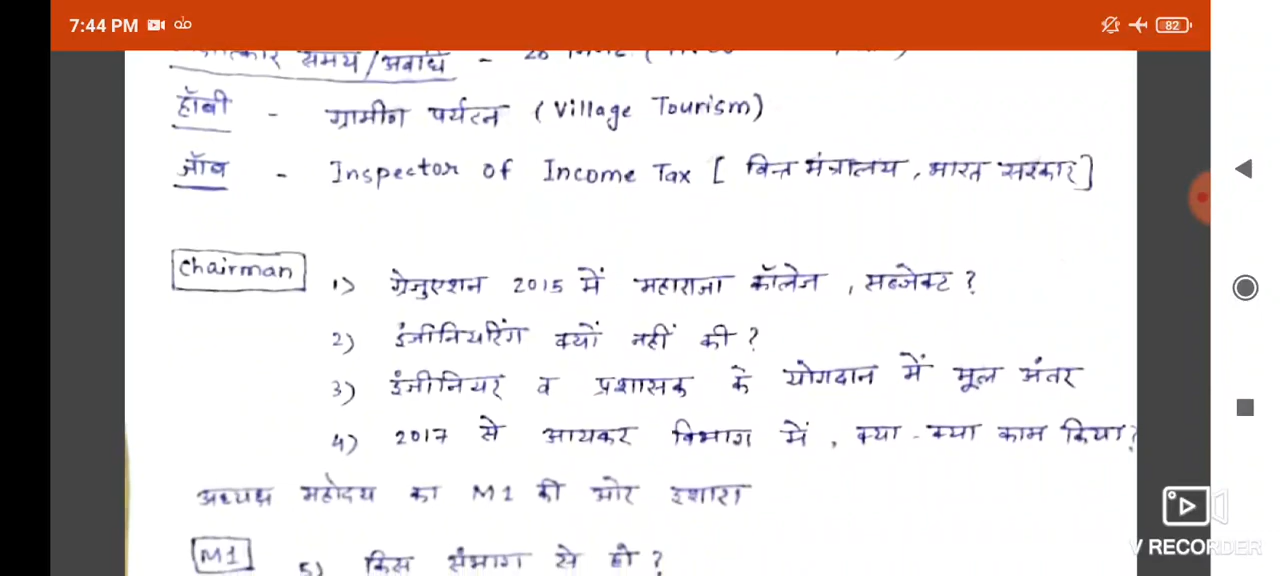 7:44 PM
82
समय/अवधि - 
हॉबी - ग्रामीण पर्यटन (Village Tourism)
जॉब - Inspector of Income Tax [वित्त मंत्रालय, भारत सरकार]
Chairman 1) ग्रेजुएशन 2015 में महाराजा कॉलेज, सब्जेक्ट?
2) इंजीनियरिंग क्यों नहीं की?
3) इंजीनियर व प्रशासक के योगदान में मूल अंतर
4) 2017 से आयकर विभाग में, क्या-क्या काम किया?
अध्यक्ष महोदय का M1 की ओर इशारा
M1 5) किस संभाग से हो?
V RECORDER